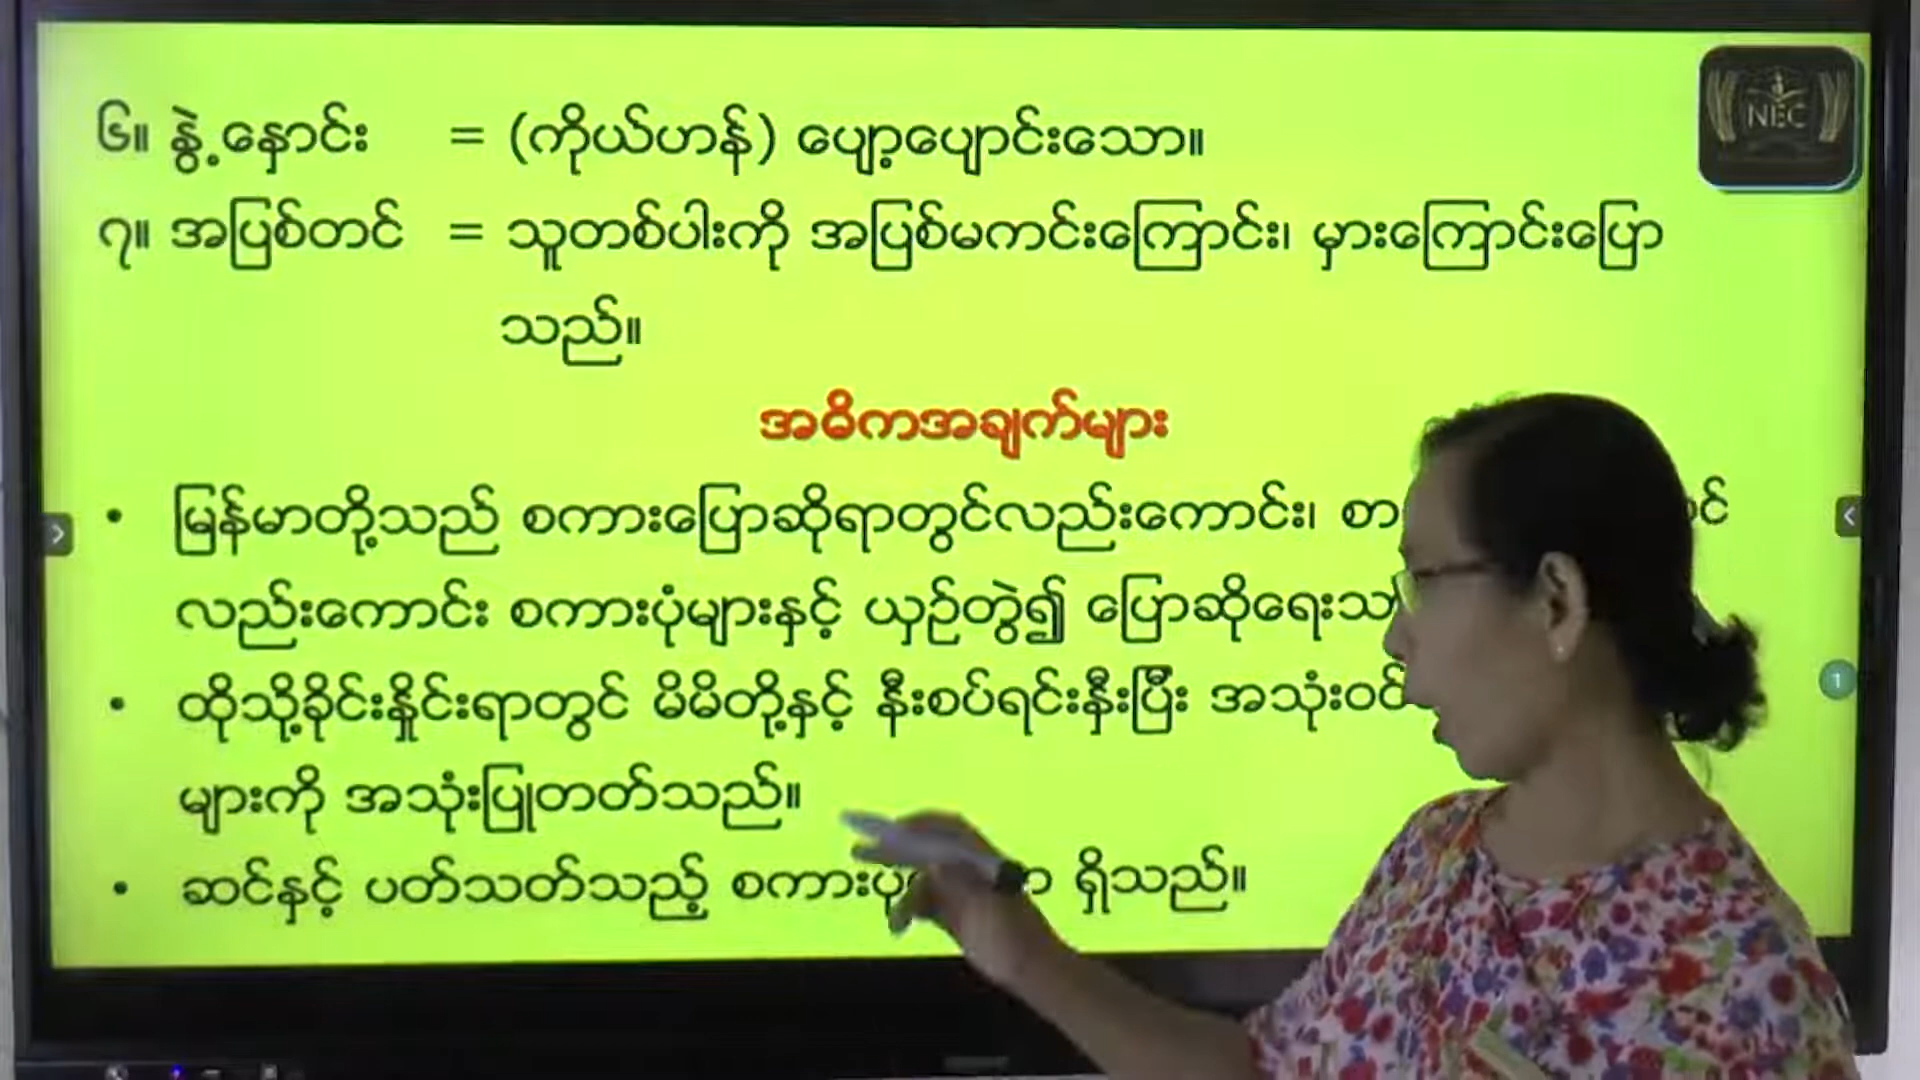 ၆။ နွဲ့နှောင်း = (ကိုယ်ဟန်) ပျော့ပျောင်းသော။
၇။ အပြစ်တင် = သူတစ်ပါးကို အပြစ်မကင်းကြောင်း၊ မှားကြောင်းပြော
သည်။
အဓိကအချက်များ
• မြန်မာတို့သည် စကားပြောဆိုရာတွင်လည်းကောင်း၊
လည်းကောင်း စကားပုံများနှင့် ယှဉ်တွဲ၍ ပြောဆိုရေးသ
• ထိုသို့ခိုင်းနှိုင်းရာတွင် မိမိတို့နှင့် နီးစပ်ရင်းနှီးပြီး အသုံးဝင်
များကို အသုံးပြုတတ်သည်။
• ဆင်နှင့် ပတ်သတ်သည့် ရှိသည်။
NEC
1